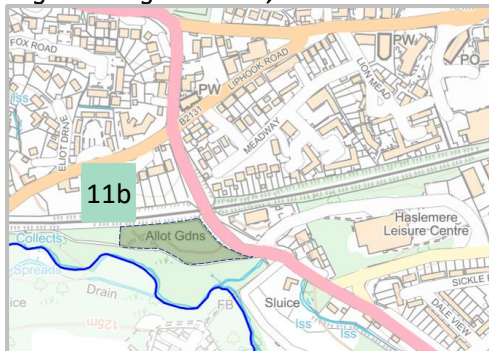 FOX ROAD
LIPHOOK ROAD
LION MEAD
PW
PW
PO
Iss
ELIOT DRIVE
B2131
MEADWAY
11b
Allot Gdns
Haslemere
Leisure Centre
Collects
Spreads
Drain
FB
Sluice
SICKLE
Iss
Iss
DALE VIEW
125m